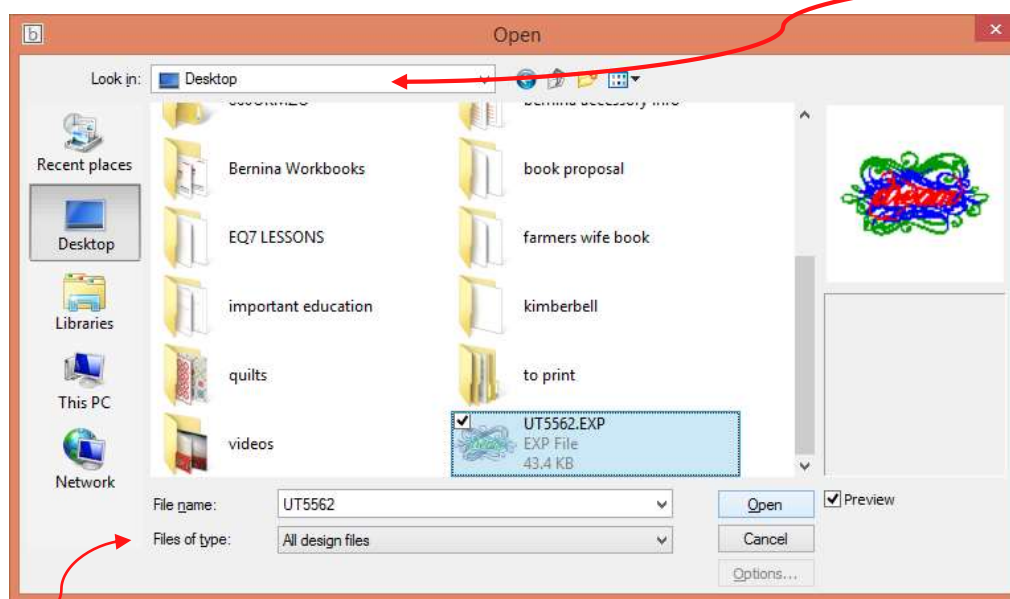 b
Open
Look in:
Desktop
Recent places
Desktop
Libraries
This PC
Network
Bernina Workbooks
book proposal
EQ7 LESSONS
farmers wife book
important education
kimberbell
quilts
to print
videos
UT5562.EXP
EXP File
43.4 KB
dream
File name:
UT5562
Open
Preview
Files of type:
All design files
Cancel
Options...